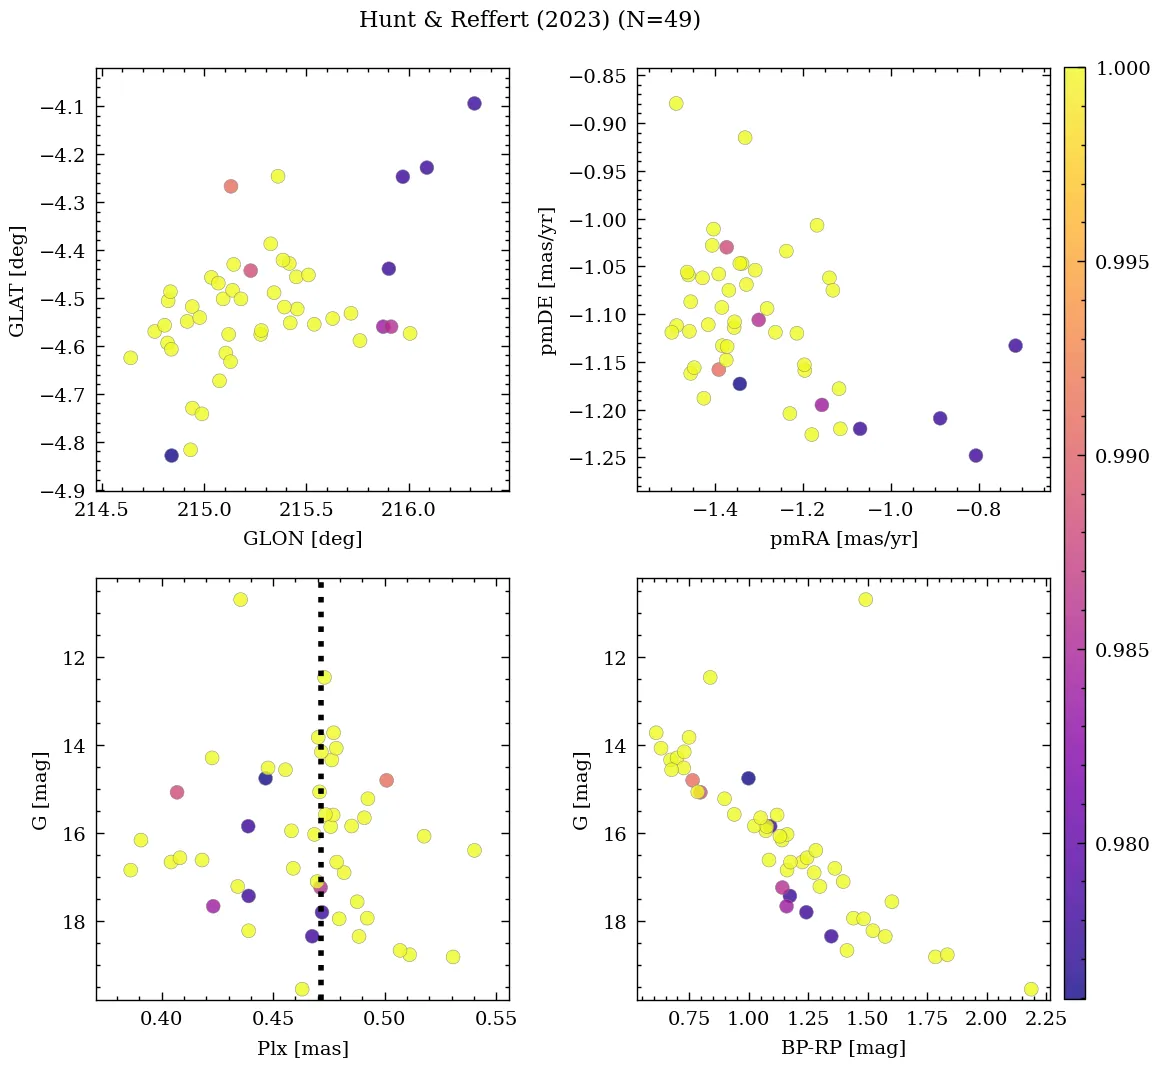 Hunt & Reffert (2023) (N=49)
−4.1
−4.2
−4.3
−4.4
−4.5
−4.6
−4.7
−4.8
−4.9
GLAT [deg]
214.5 215.0 215.5 216.0
GLON [deg]
−0.85
−0.90
−0.95
−1.00
−1.05
−1.10
−1.15
−1.20
−1.25
pmDE [mas/yr]
−1.4 −1.2 −1.0 −0.8
pmRA [mas/yr]
12
14
16
18
G [mag]
0.40 0.45 0.50 0.55
Plx [mas]
12
14
16
18
G [mag]
0.75 1.00 1.25 1.50 1.75 2.00 2.25
BP-RP [mag]
1.000
0.995
0.990
0.985
0.980